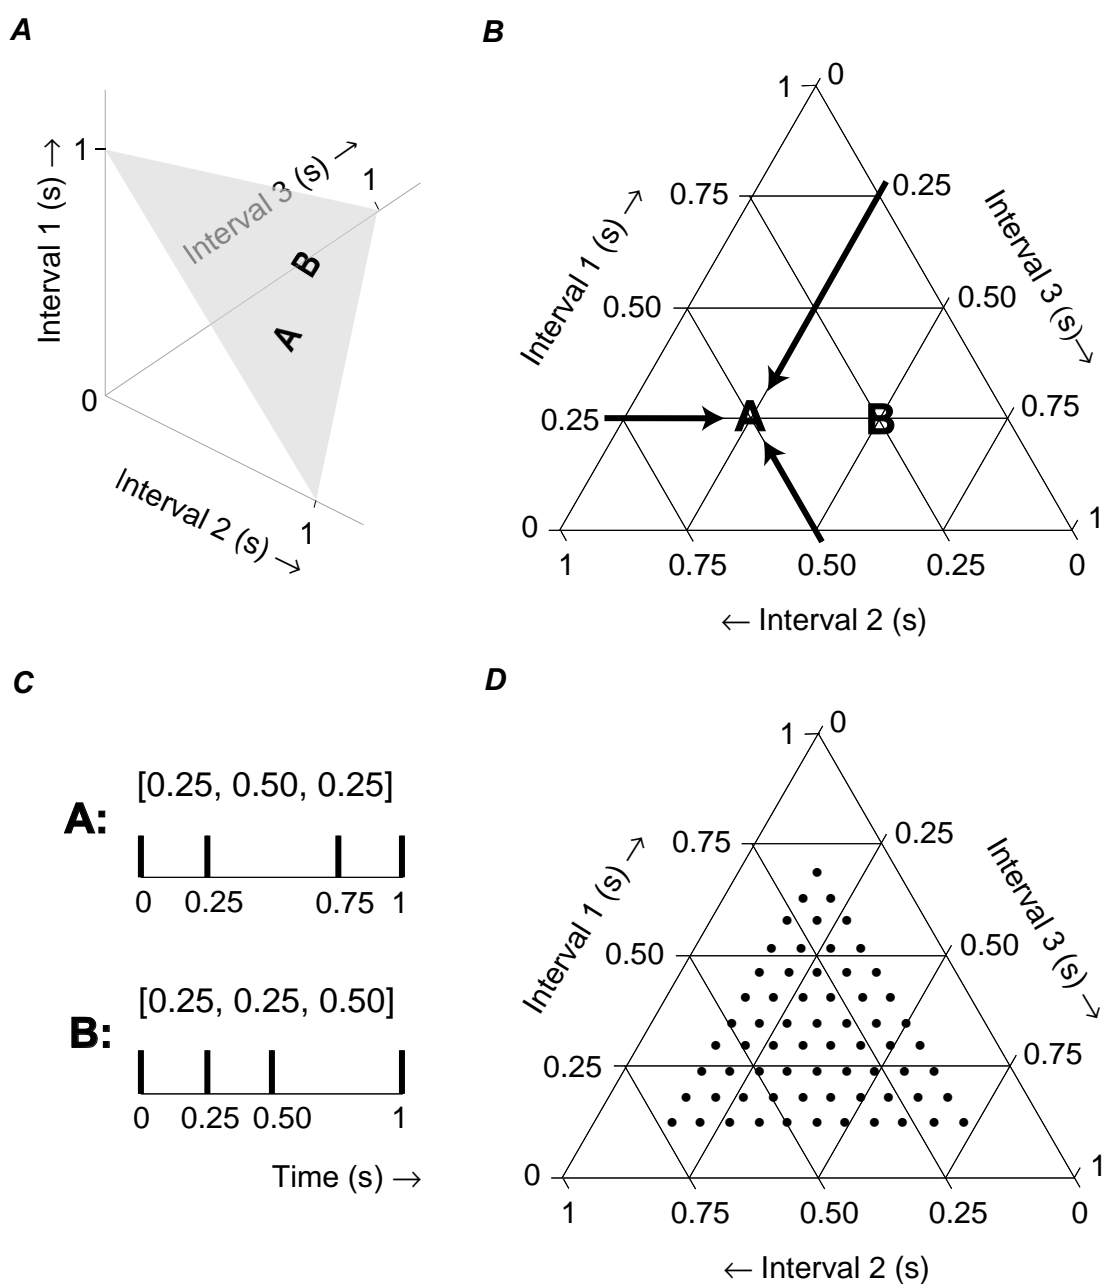 A
Interval 1 (s) →
1
0
Interval 3 (s) →
1
B
A
Interval 2 (s) →
1
B
1
0
0.75
0.25
0.50
0.50
0.25
0.75
0
1
Interval 1 (s) →
Interval 3 (s) →
A
B
1
0.75
0.50
0.25
0
← Interval 2 (s)
C
[0.25, 0.50, 0.25]
A:
0 0.25 0.75 1
[0.25, 0.25, 0.50]
B:
0 0.25 0.50 1
Time (s) →
D
1
0
0.75
0.25
0.50
0.50
0.25
0.75
0
1
Interval 1 (s) →
Interval 3 (s) →
1
0.75
0.50
0.25
0
← Interval 2 (s)